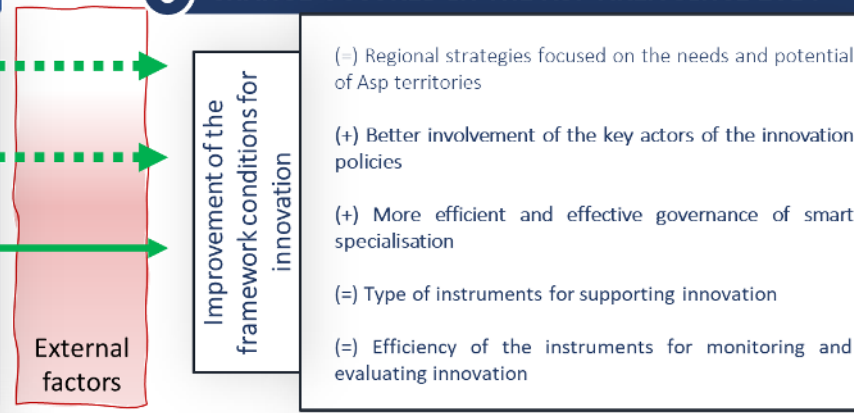 External
factors
Improvement of the
framework conditions for
innovation
(=) Regional strategies focused on the needs and potential
of Asp territories
(+) Better involvement of the key actors of the innovation
policies
(+) More efficient and effective governance of smart
specialisation
(=) Type of instruments for supporting innovation
(=) Efficiency of the instruments for monitoring and
evaluating innovation